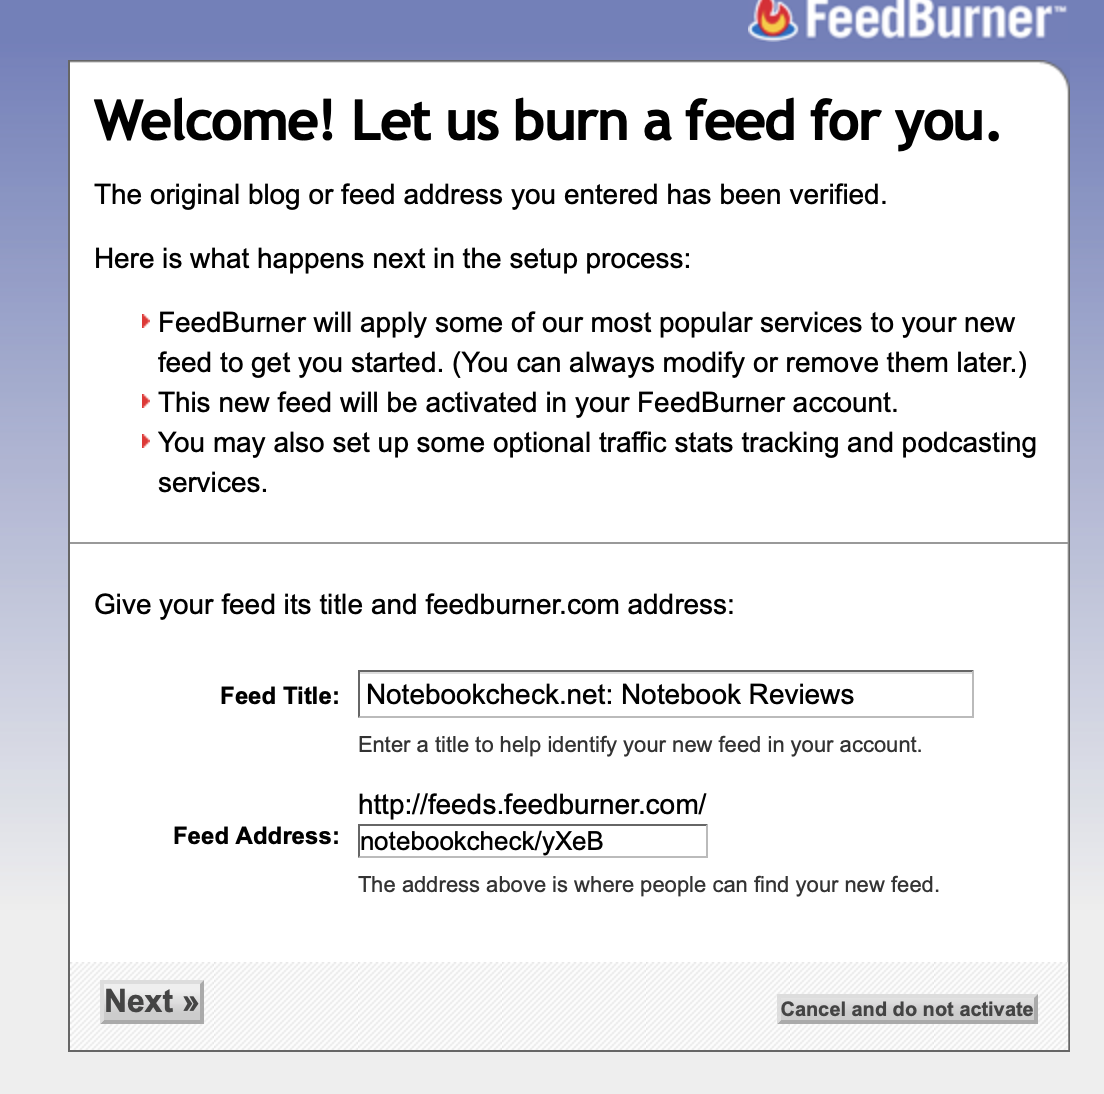 FeedBurner™
Welcome! Let us burn a feed for you.
The original blog or feed address you entered has been verified.
Here is what happens next in the setup process:
FeedBurner will apply some of our most popular services to your new
feed to get you started. (You can always modify or remove them later.)
This new feed will be activated in your FeedBurner account.
You may also set up some optional traffic stats tracking and podcasting
services.
Give your feed its title and feedburner.com address:
Feed Title: Notebookcheck.net: Notebook Reviews
Enter a title to help identify your new feed in your account.
http://feeds.feedburner.com/
Feed Address: notebookcheck/yXeB
The address above is where people can find your new feed.
Next »
Cancel and do not activate